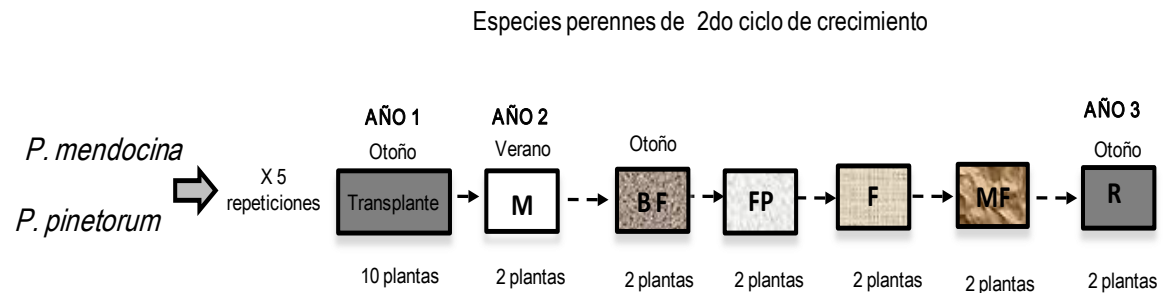 Especies perennes de 2do ciclo de crecimiento
AÑO 1
AÑO 2
AÑO 3
Otoño
Verano
Otoño
Otoño
P. mendocina
P. pinetorum
X 5
repeticiones
Transplante
M
BF
FP
F
MF
R
10 plantas
2 plantas
2 plantas
2 plantas
2 plantas
2 plantas
2 plantas